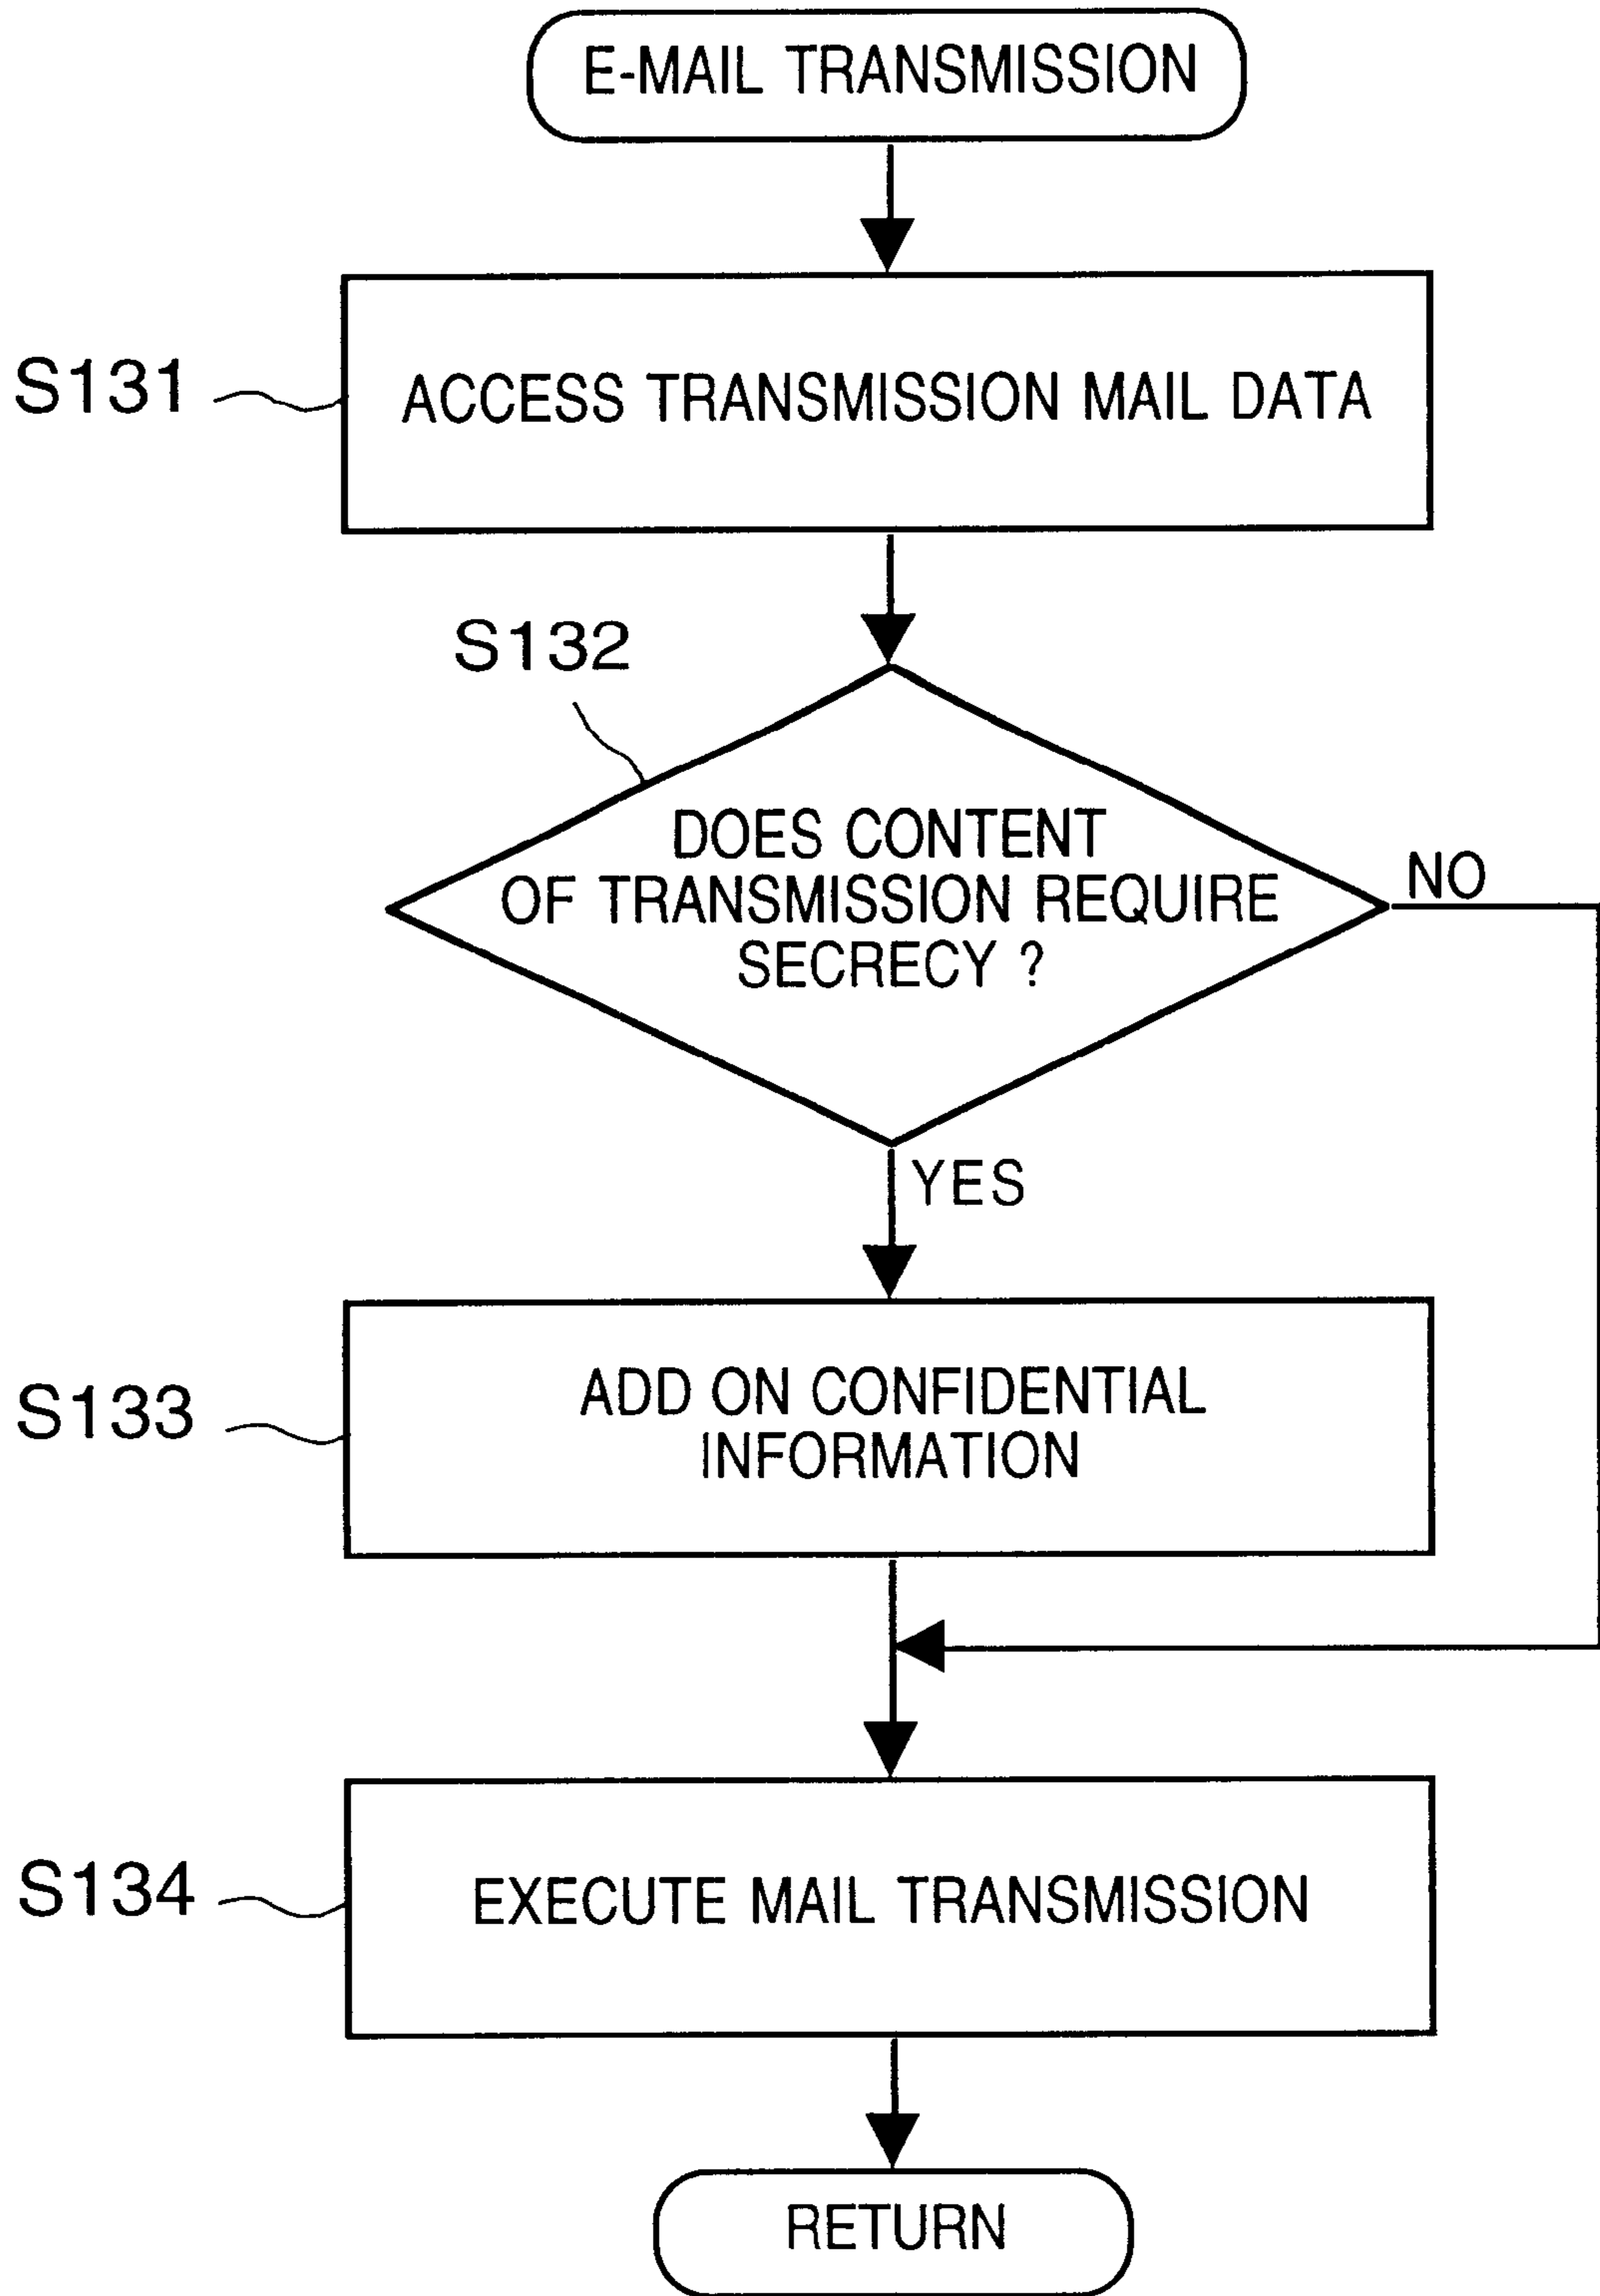 E-MAIL TRANSMISSION
S131
ACCESS TRANSMISSION MAIL DATA
S132
DOES CONTENT
OF TRANSMISSION REQUIRE
SECRECY ?
NO
YES
S133
ADD ON CONFIDENTIAL
INFORMATION
S134
EXECUTE MAIL TRANSMISSION
RETURN